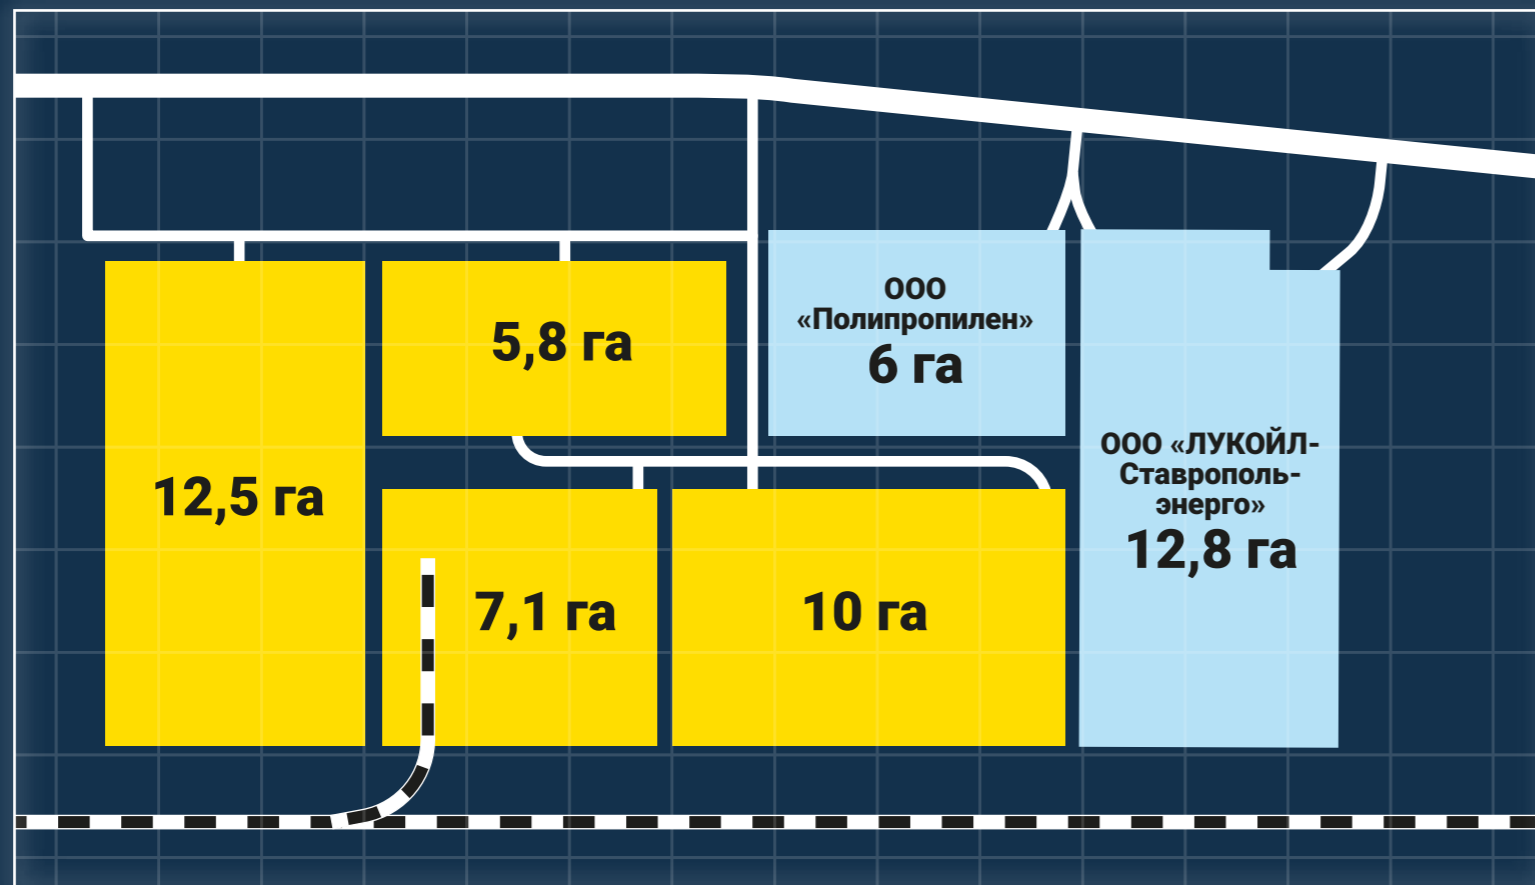 12,5 га
5,8 га
7,1 га
10 га
ООО
«Полипропилен»
6 га
ООО «ЛУКОЙЛ-
Ставрополь-
энерго»
12,8 га